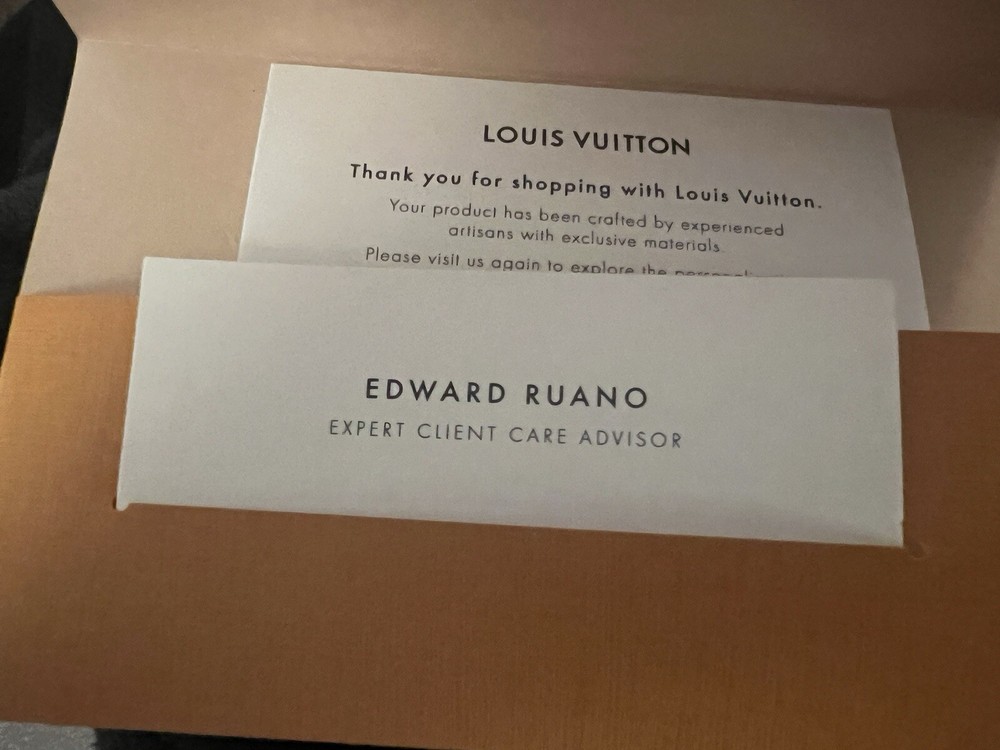 LOUIS VUITTON
Thank you for shopping with Louis Vuitton.
Your product has been crafted by experienced
artisans with exclusive materials.
Please visit us again to explore the
EDWARD RUANO
EXPERT CLIENT CARE ADVISOR